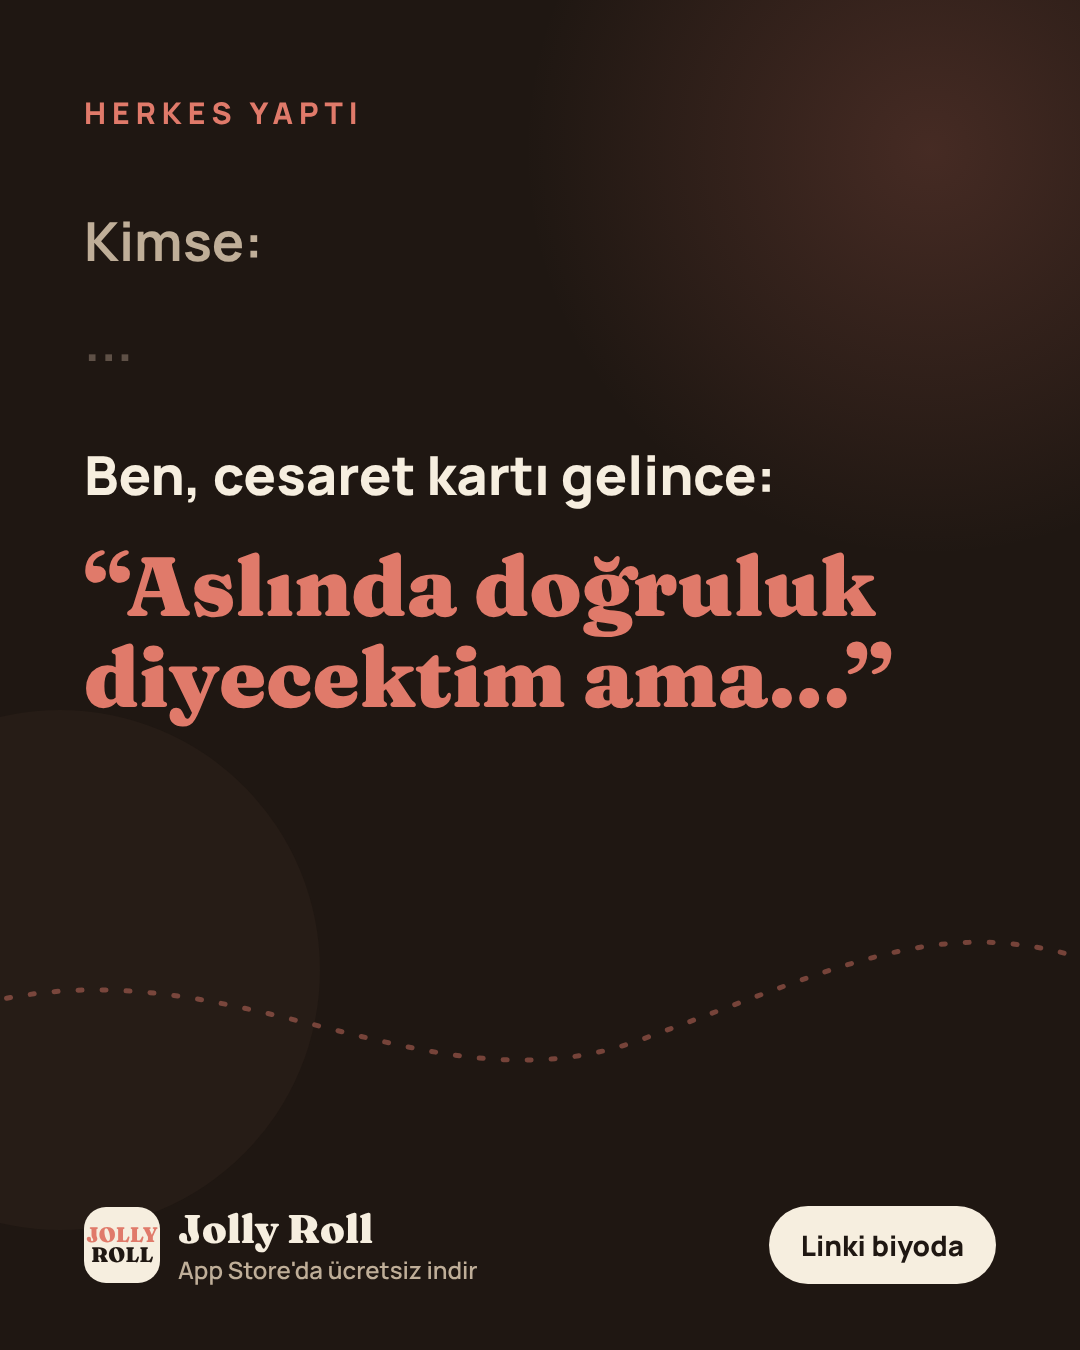 HERKES YAPTI
Kimse:
...
Ben, cesaret kartı gelince:
“Aslında doğruluk
diyecektim ama...”
JOLLY
ROLL
Jolly Roll
App Store'da ücretsiz indir
Linki biyoda